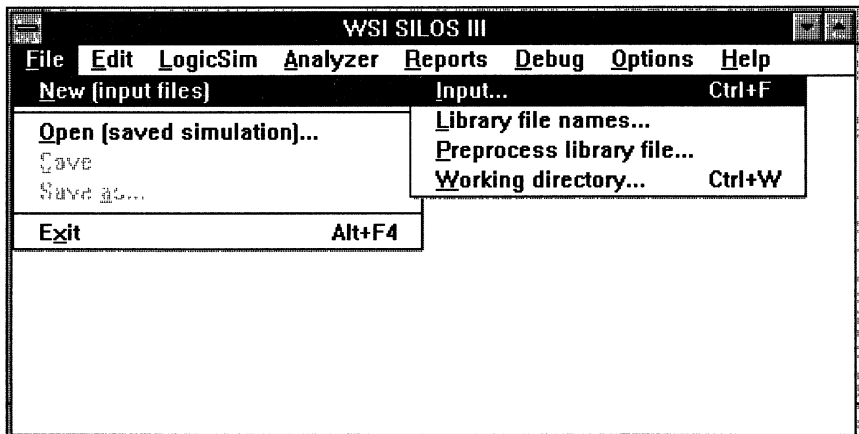 WSI SILOS III
File Edit LogicSim Analyzer Reports Debug Options Help
New (input files) Input... Ctrl+F
Library file names...
Open (saved simulation)...
Preprocess library file...
Save
Working directory... Ctrl+W
Save as...
Exit Alt+F4